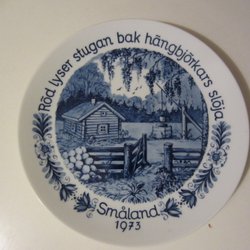 Röd lyser stugan bak hängbjörkars slöja
Småland
1973